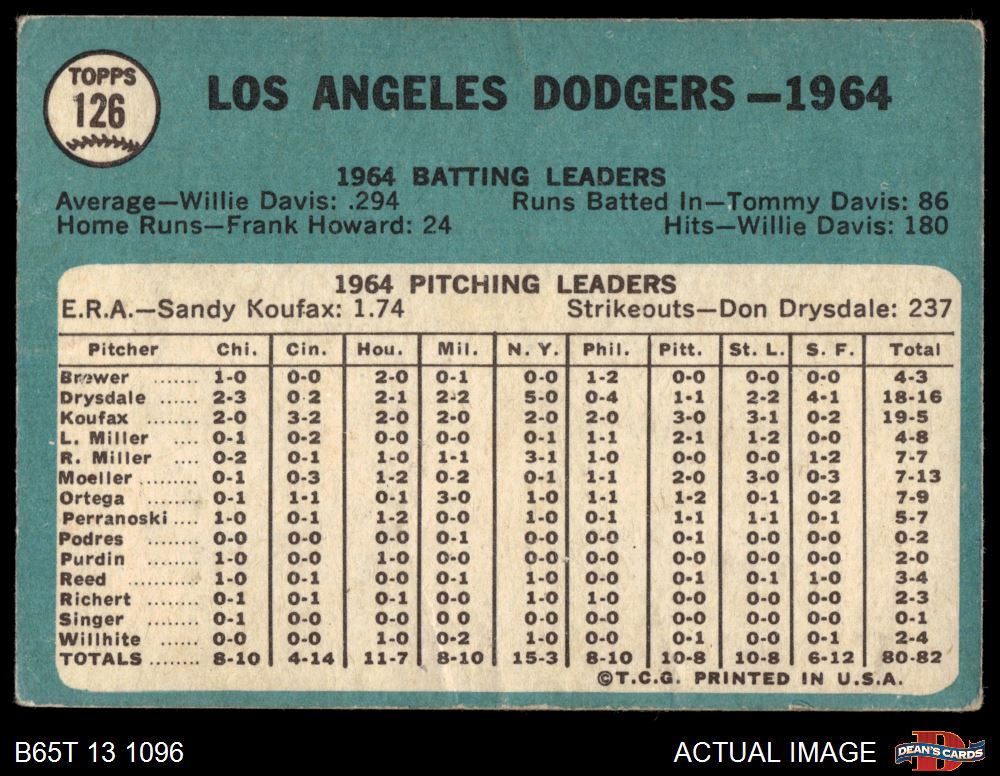 TOPPS
126
LOS ANGELES DODGERS—1964
1964 BATTING LEADERS
Average—Willie Davis: .294 Runs Batted In—Tommy Davis: 86
Home Runs—Frank Howard: 24 Hits—Willie Davis: 180
1964 PITCHING LEADERS
E.R.A.—Sandy Koufax: 1.74 Strikeouts—Don Drysdale: 237
Pitcher Chi. Cin. Hou. Mil. N. Y. Phil. Pitt. St. L. S. F. Total
Brewer ....... 1-0 0-0 2-0 0-1 0-0 1-2 0-0 0-0 0-0 4-3
Drysdale ...... 2-3 0-2 2-1 2-2 5-0 0-4 1-1 2-2 4-1 18-16
Koufax ........ 2-0 3-2 2-0 2-0 2-0 2-0 3-0 3-1 0-2 19-5
L. Miller .... 0-1 0-2 0-0 0-0 0-1 1-1 2-1 1-2 0-0 4-8
R. Miller .... 0-2 0-1 1-0 1-1 3-1 1-0 0-0 0-0 1-2 7-7
Moeller ........ 0-1 0-3 1-2 0-2 0-1 1-1 2-0 3-0 0-3 7-13
Ortega ........ 0-1 1-1 0-1 3-0 1-0 1-1 1-2 0-1 0-2 7-9
Perranoski .... 1-0 0-1 1-2 0-0 1-0 0-1 1-1 1-1 0-1 5-7
Podres ........ 0-0 0-0 0-0 0-1 0-0 0-0 0-1 0-0 0-0 0-2
Purdin ........ 1-0 0-0 0-0 0-0 1-0 0-0 0-0 0-0 0-0 2-0
Reed .......... 1-0 0-1 0-0 0-1 1-0 0-0 0-1 0-1 1-0 3-4
Richert ........ 0-1 0-1 0-1 0-0 1-0 1-0 0-0 0-0 0-0 2-3
Singer ........ 0-1 0-0 0-0 0 0 0-0 0-0 0-0 0-0 0-0 0-1
Willhite ...... 0-0 0-0 1-0 0-2 1-0 0-0 0-1 0-0 0-1 2-4
TOTALS ........ 8-10 4-14 11-7 8-10 15-3 8-10 10-8 10-8 6-12 80-82
©T.C.G. PRINTED IN U.S.A.
B65T 13 1096 ACTUAL IMAGE DEAN'S CARDS